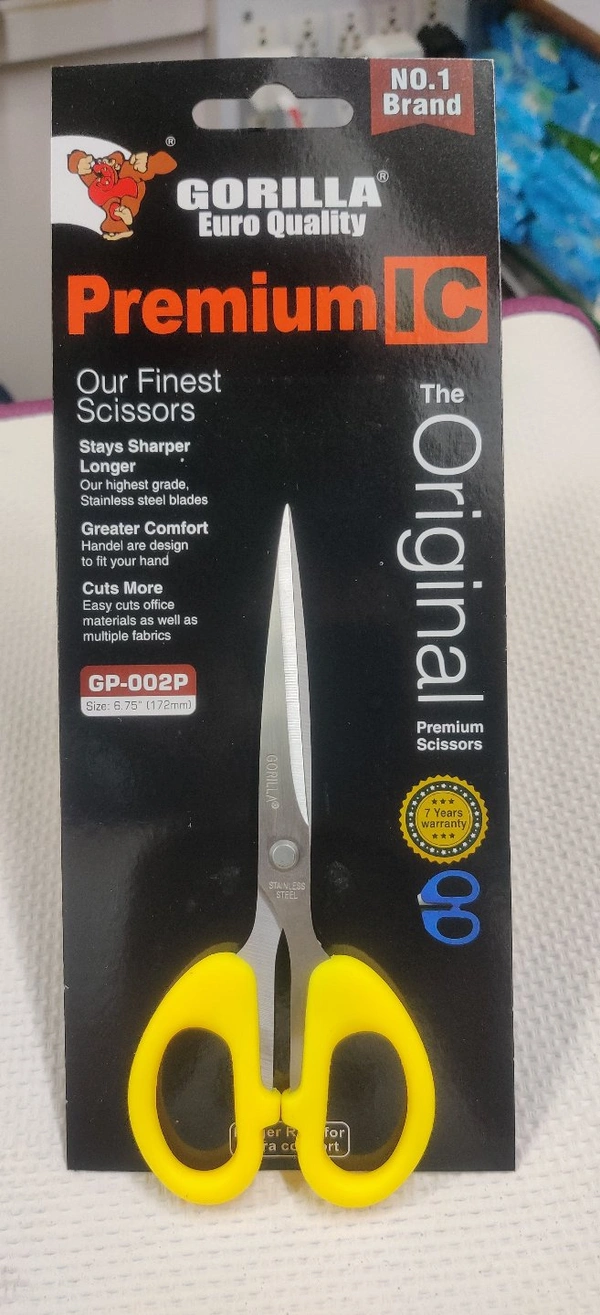 NO.1
Brand
®
GORILLA®
Euro Quality
Premium IC
Our Finest
Scissors
Stays Sharper
Longer
Our highest grade,
Stainless steel blades
Greater Comfort
Handel are design
to fit your hand
Cuts More
Easy cuts office
materials as well as
multiple fabrics
GP-002P
Size: 6.75" (172mm)
The
Original
Premium
Scissors
7 Years
warranty
GORILLA®
STAINLESS
STEEL
for